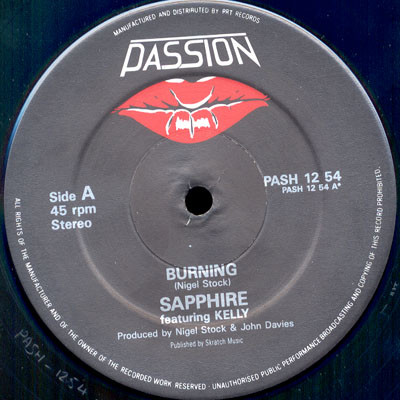 MANUFACTURED AND DISTRIBUTED BY PRT RECORDS
PASSION
Side A
45 rpm
Stereo
PASH 12 54
PASH 12 54 A*
BURNING
(Nigel Stock)
SAPPHIRE
featuring KELLY
Produced by Nigel Stock & John Davies
Published by Skratch Music
ALL RIGHTS OF THE MANUFACTURER AND OF THE OWNER OF THE RECORDED WORK RESERVED · UNAUTHORISED PUBLIC PERFORMANCE BROADCASTING AND COPYING OF THIS RECORD PROHIBITED.
PASH - 1254